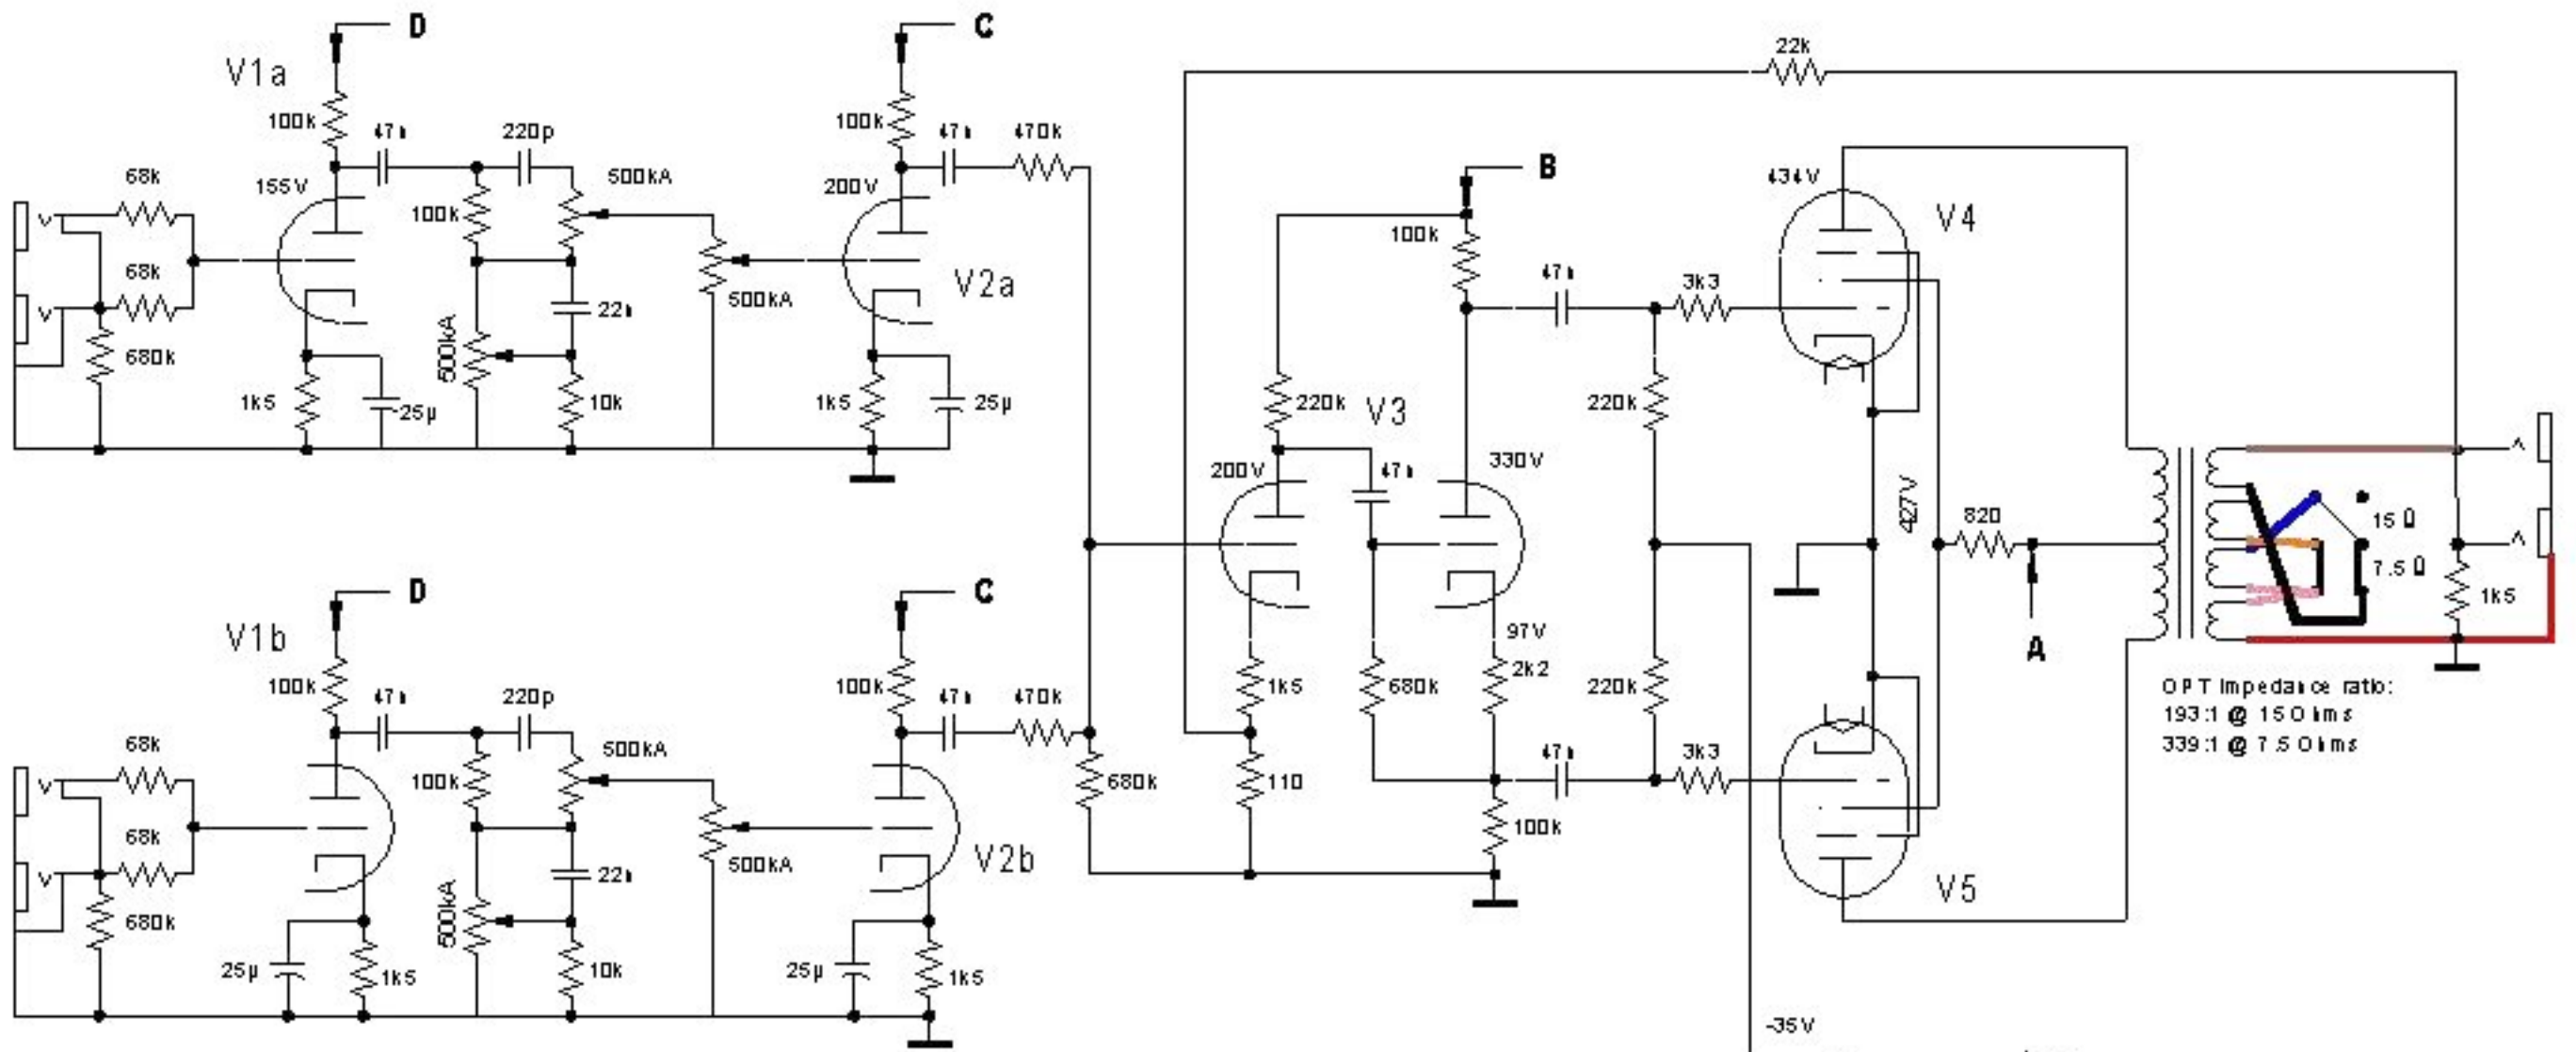 D
C
22k
V1a
100k
47n
220p
500kA
100k
47n
470k
B
434V
V4
68k
155V
100k
200V
100k
47n
3k3
68k
500kA
V2a
22n
680k
500kA
1k5
25µ
10k
1k5
25µ
220k
V3
220k
200V
47n
330V
427V
820
15Ω
7.5Ω
1k5
D
C
V1b
97V
A
100k
47n
220p
500kA
100k
47n
470k
1k5
680k
2k2
220k
OPT Impedance ratio:
193:1 @ 15 Ohms
339:1 @ 7.5 Ohms
68k
100k
47n
3k3
680k
110
68k
500kA
V2b
100k
22n
680k
500kA
V5
25µ
1k5
10k
25µ
1k5
-35V